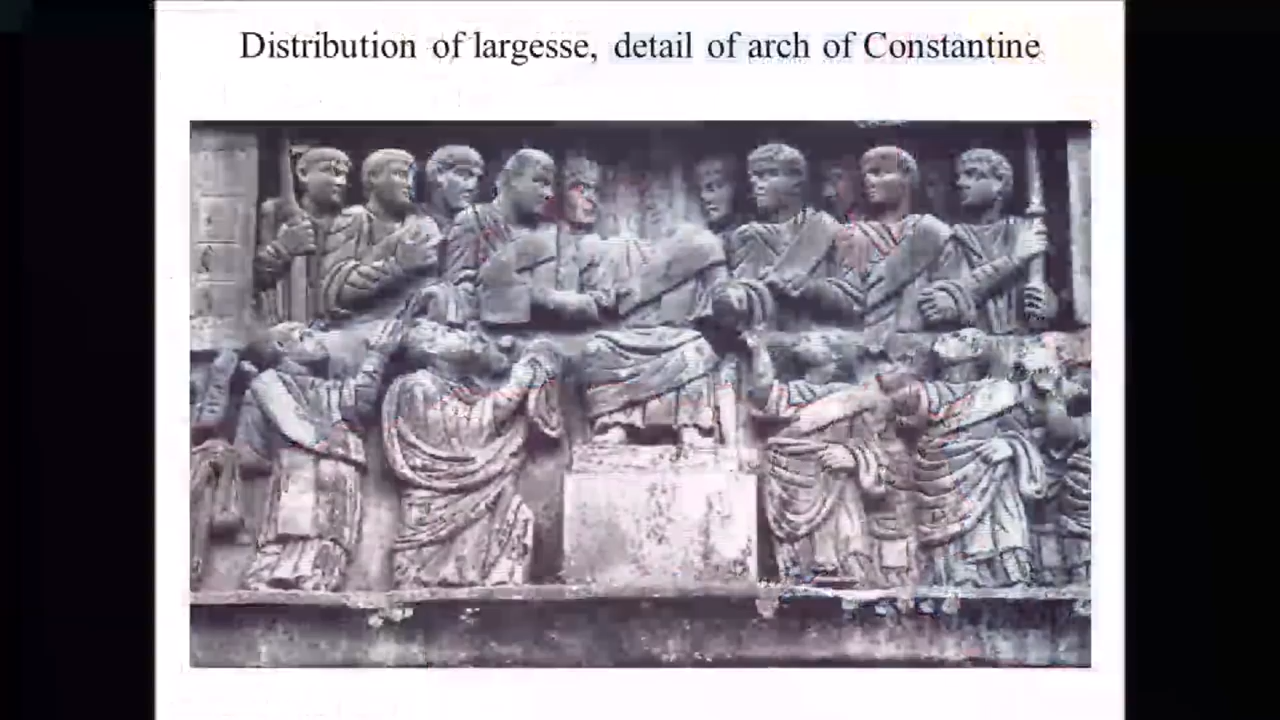 Distribution of largesse, detail of arch of Constantine